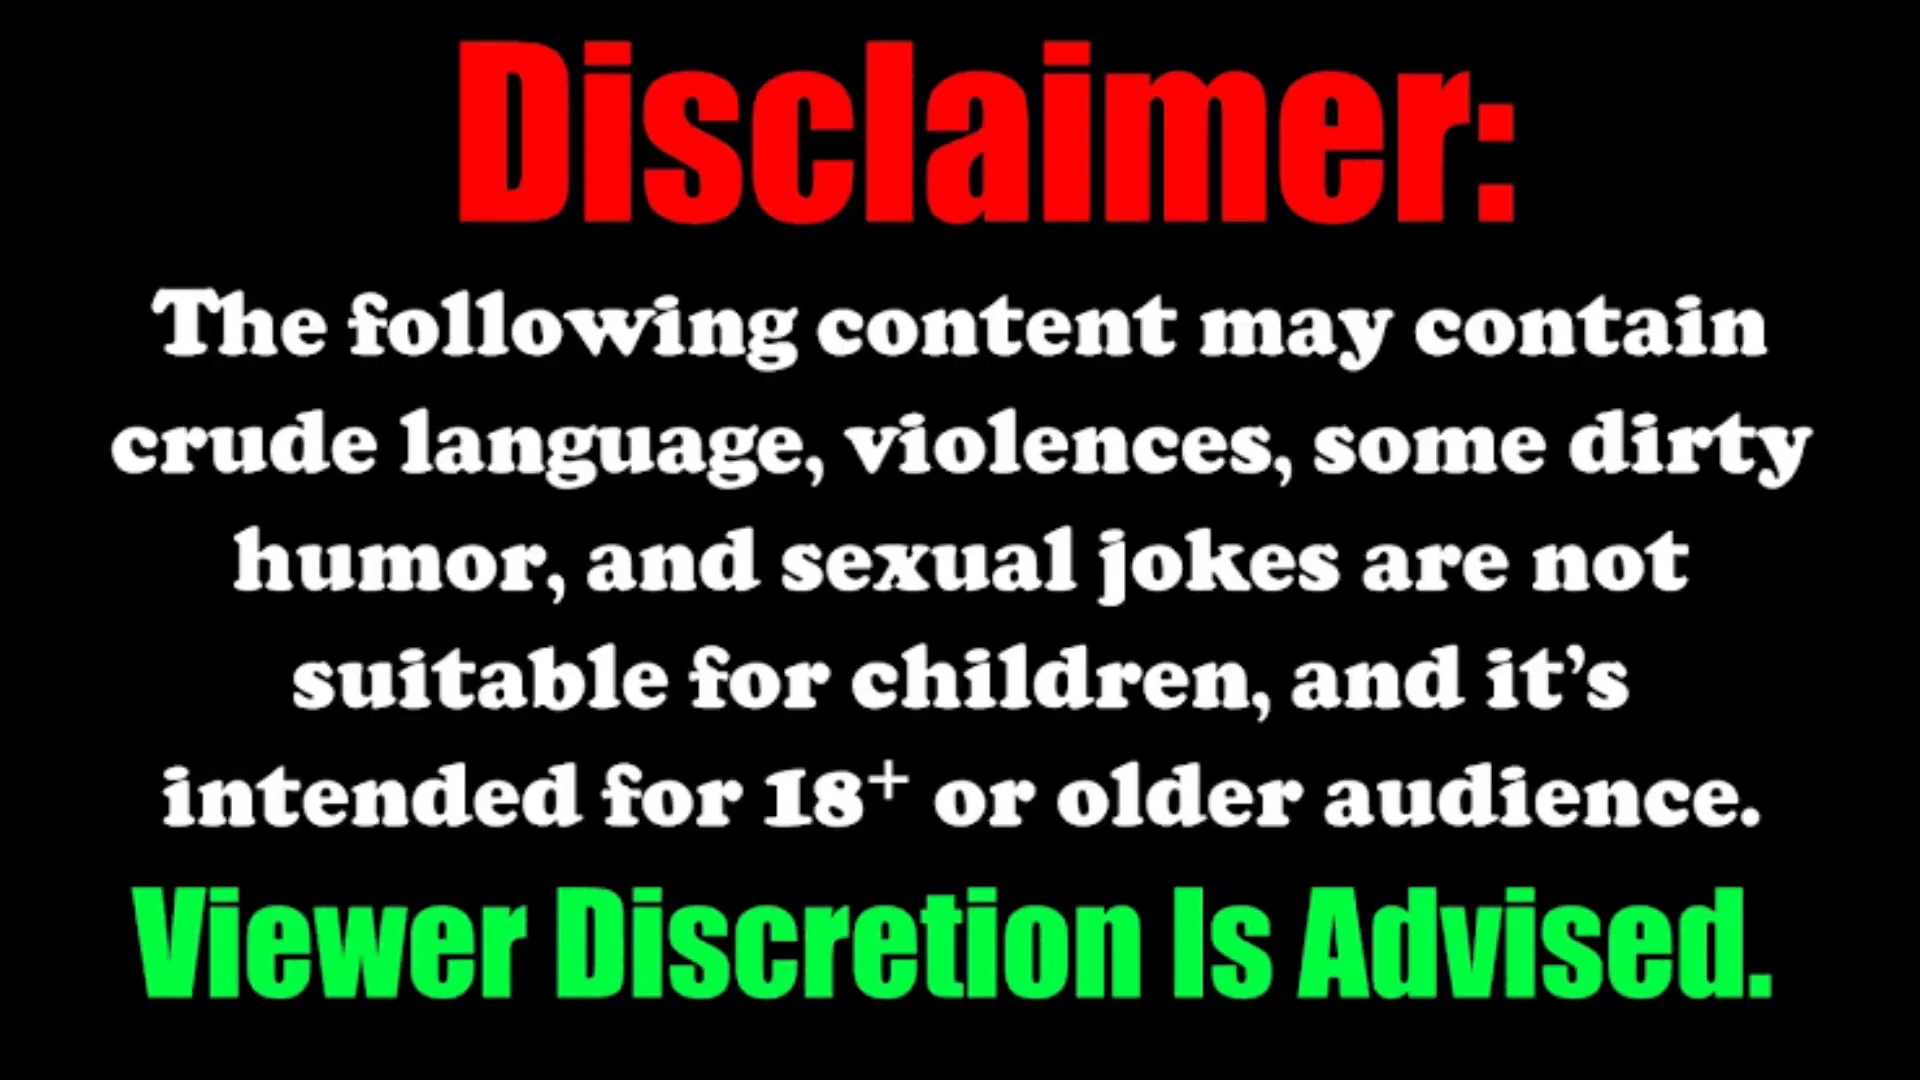 Disclaimer:
The following content may contain
crude language, violences, some dirty
humor, and sexual jokes are not
suitable for children, and it’s
intended for 18+ or older audience.
Viewer Discretion Is Advised.